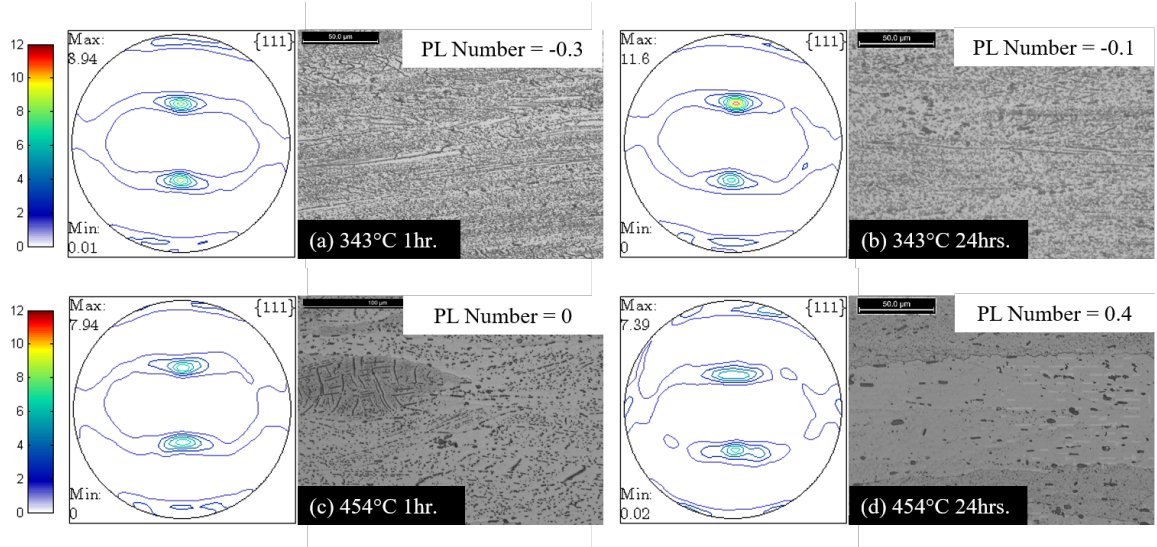 12
10
8
6
4
2
0
Max:
8.94
{111}
Min:
0.01
50.0 µm
PL Number = -0.3
(a) 343°C 1hr.
Max:
11.6
{111}
Min:
0
50.0 µm
PL Number = -0.1
(b) 343°C 24hrs.
12
10
8
6
4
2
0
Max:
7.94
{111}
Min:
0
100 µm
PL Number = 0
(c) 454°C 1hr.
Max:
7.39
{111}
Min:
0.02
50.0 µm
PL Number = 0.4
(d) 454°C 24hrs.